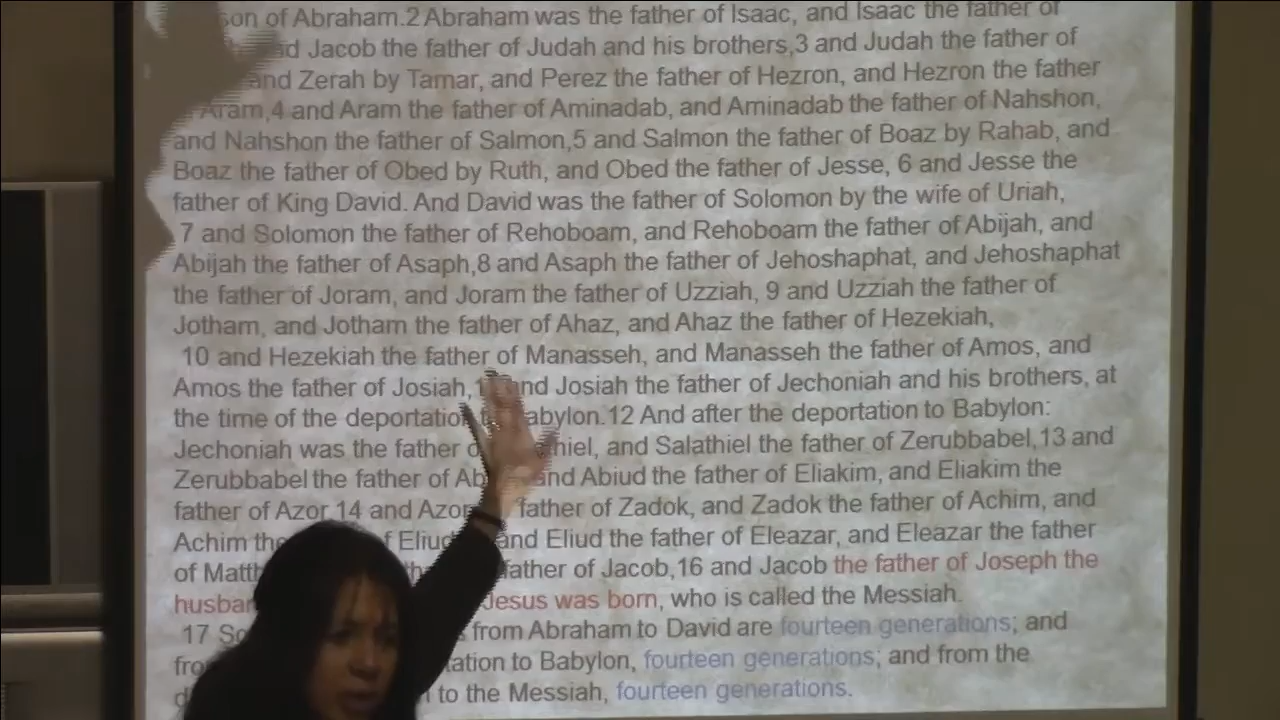 son of Abraham.2 Abraham was the father of Isaac, and Isaac the father of
Jacob the father of Judah and his brothers,3 and Judah the father of
and Zerah by Tamar, and Perez the father of Hezron, and Hezron the father
Aram,4 and Aram the father of Aminadab, and Aminadab the father of Nahshon,
and Nahshon the father of Salmon,5 and Salmon the father of Boaz by Rahab, and
Boaz the father of Obed by Ruth, and Obed the father of Jesse, 6 and Jesse the
father of King David. And David was the father of Solomon by the wife of Uriah,
7 and Solomon the father of Rehoboam, and Rehoboam the father of Abijah, and
Abijah the father of Asaph,8 and Asaph the father of Jehoshaphat, and Jehoshaphat
the father of Joram, and Joram the father of Uzziah, 9 and Uzziah the father of
Jotham, and Jotham the father of Ahaz, and Ahaz the father of Hezekiah,
10 and Hezekiah the father of Manasseh, and Manasseh the father of Amos, and
Amos the father of Josiah, and Josiah the father of Jechoniah and his brothers, at
the time of the deportation Babylon.12 And after the deportation to Babylon:
Jechoniah was the father and Salathiel the father of Zerubbabel,13 and
Zerubbabel the father of and Abiud the father of Eliakim, and Eliakim the
father of Azor 14 and Azor father of Zadok, and Zadok the father of Achim, and
Achim the Eliud and Eliud the father of Eleazar, and Eleazar the father
of father of Jacob,16 and Jacob the father of Joseph the
Jesus was born, who is called the Messiah.
17 from Abraham to David are fourteen generations; and
to Babylon, fourteen generations; and from the
to the Messiah, fourteen generations.